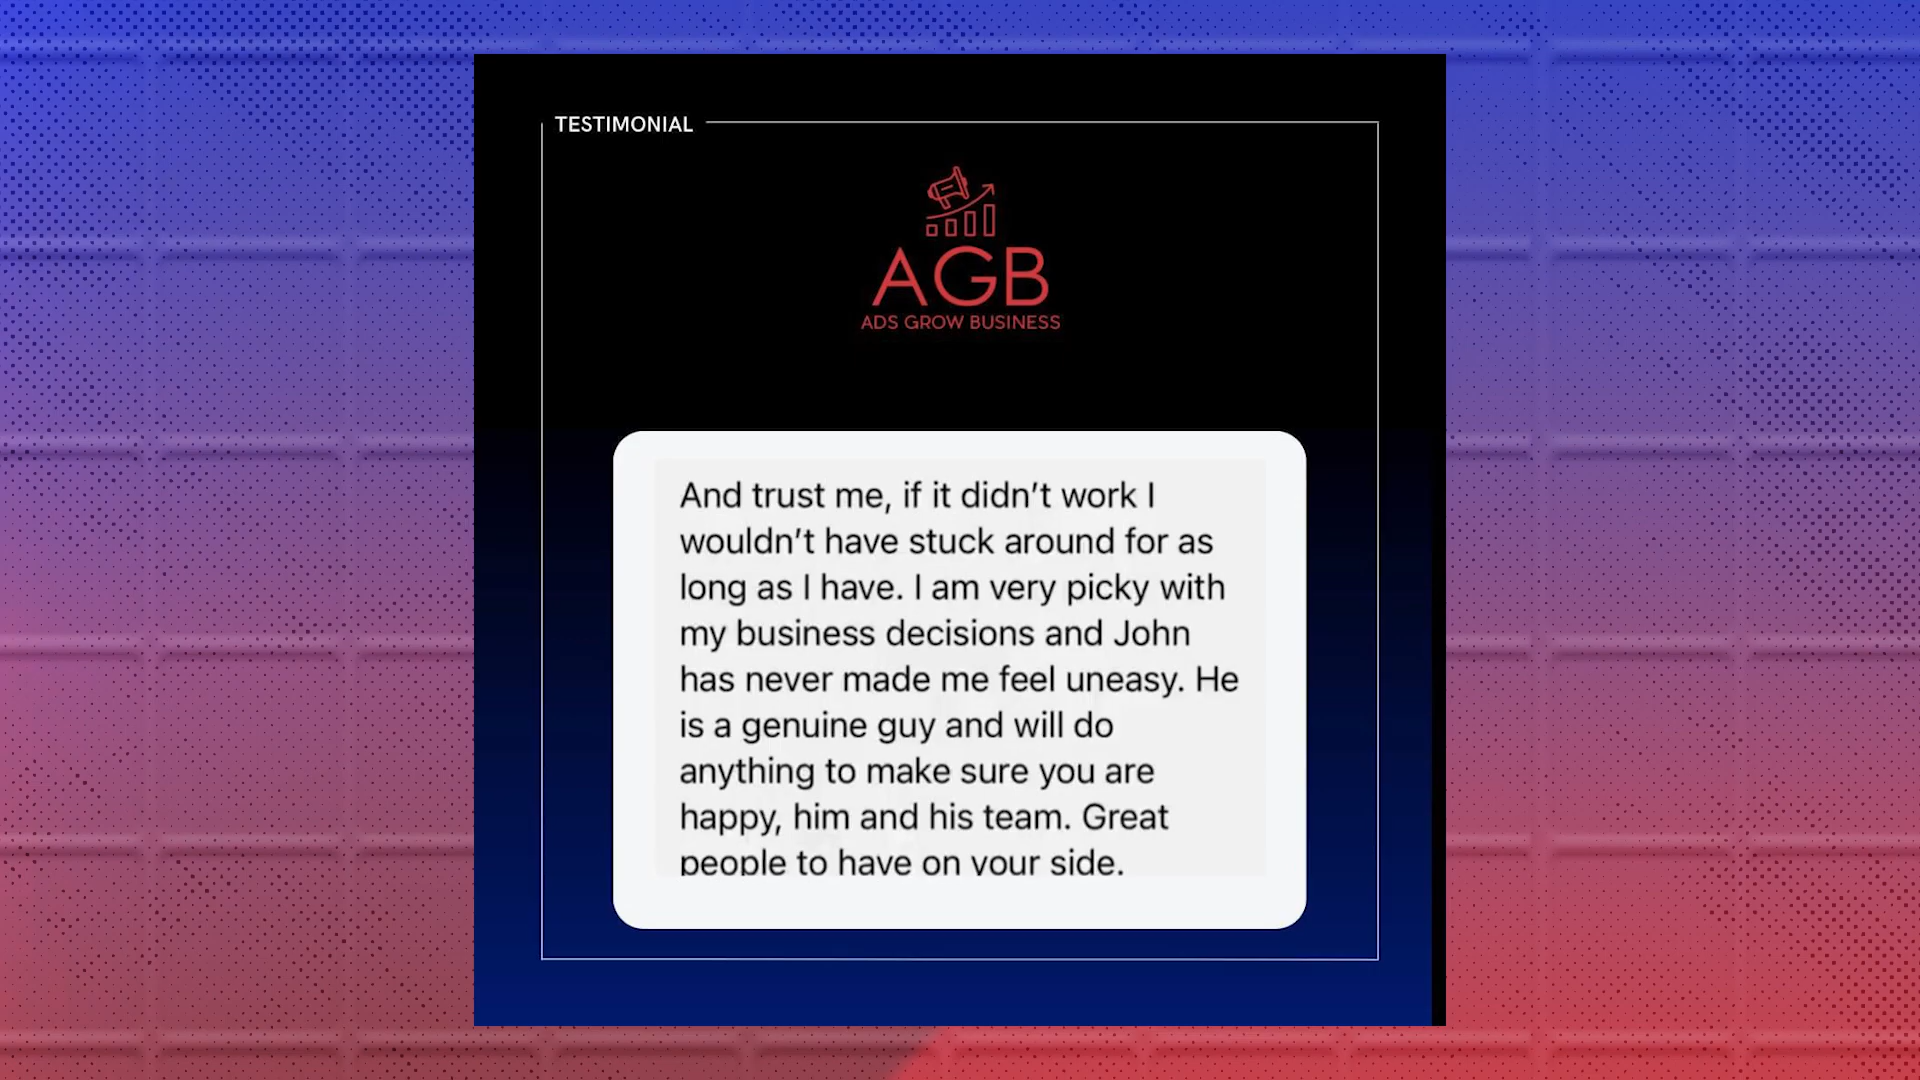 TESTIMONIAL
AGB
ADS GROW BUSINESS
And trust me, if it didn’t work I
wouldn’t have stuck around for as
long as I have. I am very picky with
my business decisions and John
has never made me feel uneasy. He
is a genuine guy and will do
anything to make sure you are
happy, him and his team. Great
people to have on your side.